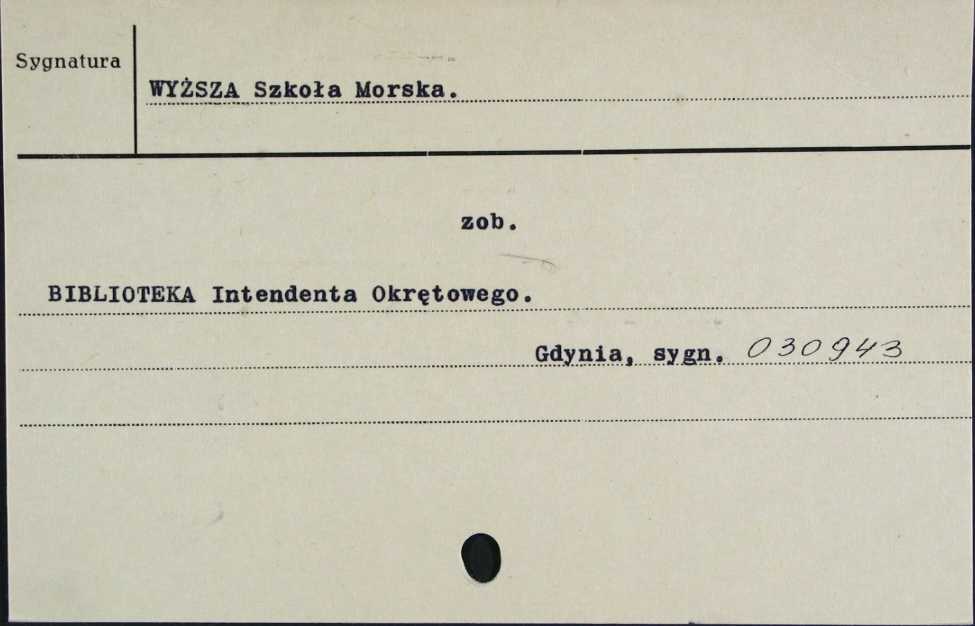 Sygnatura
WYŻSZA Szkoła Morska.
zob.
BIBLIOTEKA Intendenta Okrętowego.
Gdynia, sygn. 030943